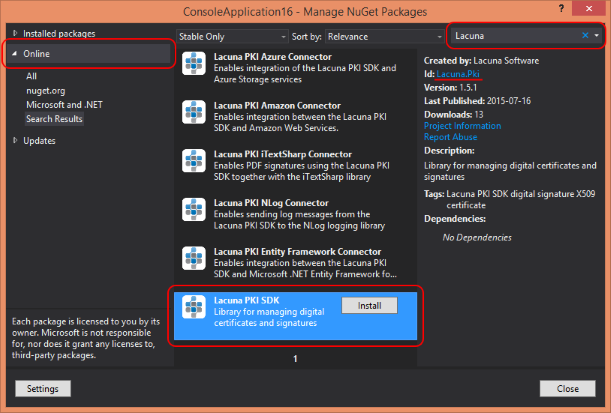 ConsoleApplication16 - Manage NuGet Packages
? ×
Installed packages
Online
All
nuget.org
Microsoft and .NET
Search Results
Updates
Each package is licensed to you by its
owner. Microsoft is not responsible
for, nor does it grant any licenses to,
third-party packages.
Stable Only
Sort by: Relevance
Lacuna PKI Azure Connector
Enables integration of the Lacuna PKI SDK and
Azure Storage services
Lacuna PKI Amazon Connector
Enables integration between the Lacuna PKI
SDK and Amazon Web Services.
Lacuna PKI iTextSharp Connector
Enables PDF signatures using the Lacuna PKI
SDK together with the iTextSharp library
Lacuna PKI NLog Connector
Enables sending log messages from the
Lacuna PKI SDK to the NLog logging library
Lacuna PKI Entity Framework Connector
Enables integration between the Lacuna PKI
SDK and Microsoft .NET Entity Framework fo...
Lacuna PKI SDK
Library for managing digital
certificates and signatures
Install
1
Lacuna
Created by: Lacuna Software
Id: Lacuna.Pki
Version: 1.5.1
Last Published: 2015-07-16
Downloads: 13
Project Information
Report Abuse
Description:
Library for managing digital certificates and
signatures
Tags: Lacuna PKI SDK digital signature X509
certificate
Dependencies:
No Dependencies
Settings
Close